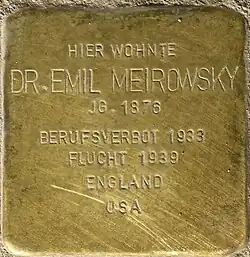 HIER WOHNTE
DR. EMIL MEIROWSKY
JG. 1876
BERUFSVERBOT 1933
FLUCHT 1939
ENGLAND
USA